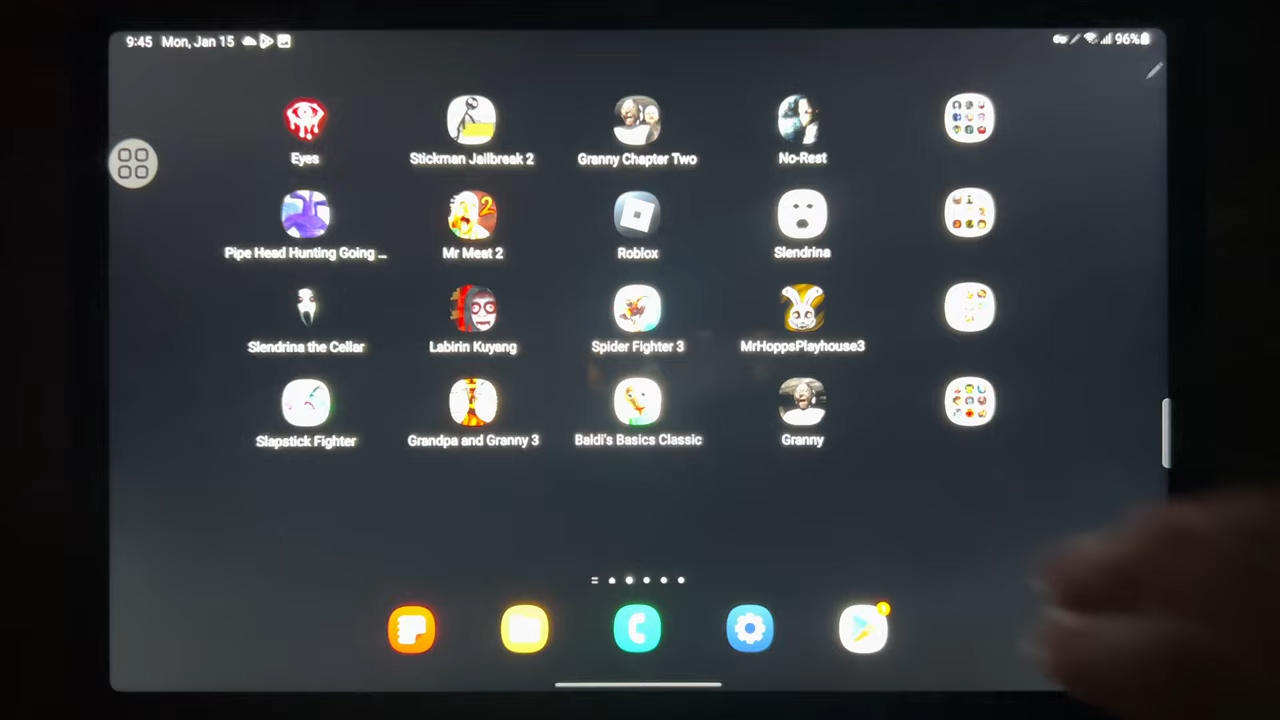 9:45 Mon, Jan 15
96%
Eyes
Stickman Jailbreak 2
Granny Chapter Two
No-Rest
Pipe Head Hunting Going ...
Mr Meat 2
2
Roblox
Slendrina
Slendrina the Cellar
Labirin Kuyang
Spider Fighter 3
MrHoppsPlayhouse3
Slapstick Fighter
Grandpa and Granny 3
Baldi's Basics Classic
Granny